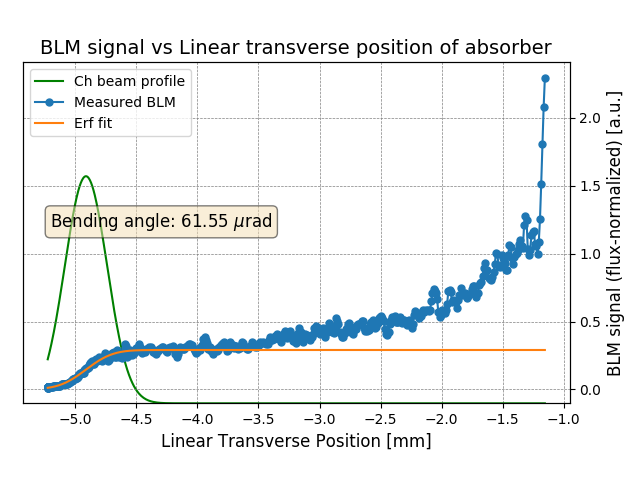 BLM signal vs Linear transverse position of absorber
Ch beam profile
Measured BLM
Erf fit
Bending angle: 61.55 μrad
2.0
1.5
1.0
0.5
0.0
BLM signal (flux-normalized) [a.u.]
−5.0 −4.5 −4.0 −3.5 −3.0 −2.5 −2.0 −1.5 −1.0
Linear Transverse Position [mm]